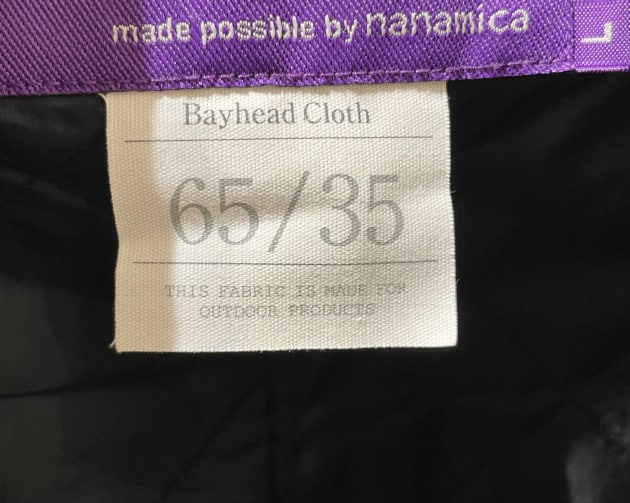 made possible by nanamica
L
Bayhead Cloth
65/35
THIS FABRIC IS MADE FOR
OUTDOOR PRODUCTS